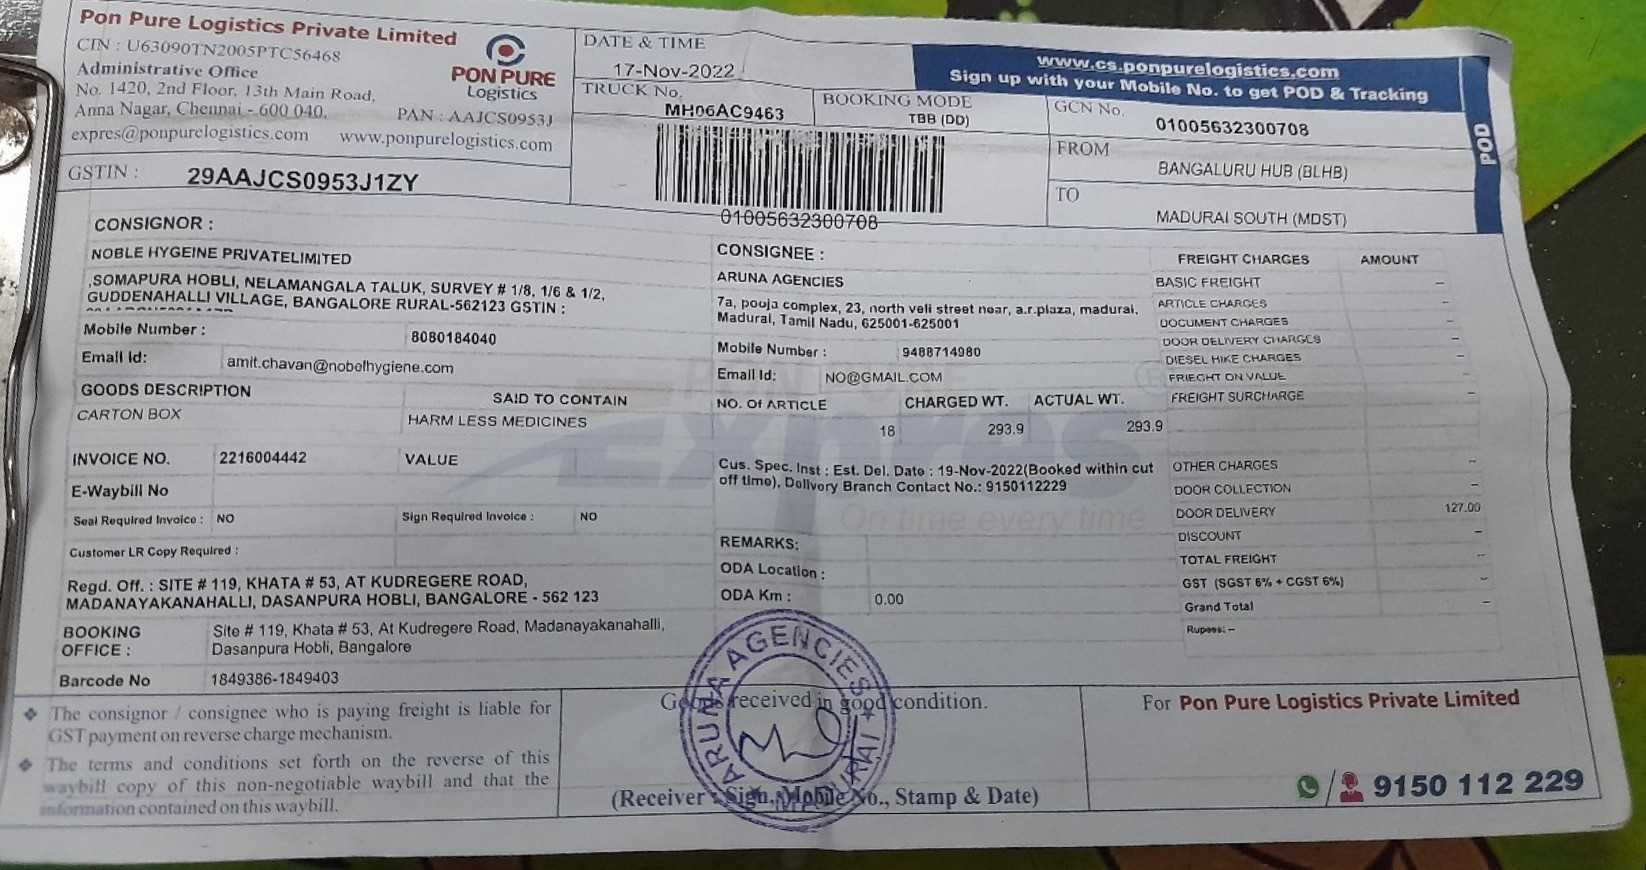 Pon Pure Logistics Private Limited
CIN : U63090TN2005PTC56468
Administrative Office
No. 1420, 2nd Floor, 13th Main Road,
Anna Nagar, Chennai - 600 040.
PAN : AAJCS0953J
expres@ponpurelogistics.com www.ponpurelogistics.com
PON PURE
Logistics
GSTIN : 29AAJCS0953J1ZY
DATE & TIME
17-Nov-2022
TRUCK No.
MH06AC9463
BOOKING MODE
TBB (DD)
01005632300708
www.cs.ponpurelogistics.com
Sign up with your Mobile No. to get POD & Tracking
GCN No.
01005632300708
FROM
BANGALURU HUB (BLHB)
TO
MADURAI SOUTH (MDST)
POD
CONSIGNOR :
NOBLE HYGEINE PRIVATELIMITED
,SOMAPURA HOBLI, NELAMANGALA TALUK, SURVEY # 1/8, 1/6 & 1/2,
GUDDENAHALLI VILLAGE, BANGALORE RURAL-562123 GSTIN :
Mobile Number : 8080184040
Email Id: amit.chavan@nobelhygiene.com
GOODS DESCRIPTION SAID TO CONTAIN
CARTON BOX HARM LESS MEDICINES
INVOICE NO. 2216004442 VALUE
E-Waybill No
Seal Required Invoice : NO Sign Required Invoice : NO
Customer LR Copy Required :
Regd. Off. : SITE # 119, KHATA # 53, AT KUDREGERE ROAD,
MADANAYAKANAHALLI, DASANPURA HOBLI, BANGALORE - 562 123
BOOKING OFFICE : Site # 119, Khata # 53, At Kudregere Road, Madanayakanahalli,
Dasanpura Hobli, Bangalore
Barcode No 1849386-1849403
CONSIGNEE :
ARUNA AGENCIES
7a, pooja complex, 23, north veli street near, a.r.plaza, madurai,
Madurai, Tamil Nadu, 625001-625001
Mobile Number : 9488714980
Email Id: NO@GMAIL.COM
NO. Of ARTICLE CHARGED WT. ACTUAL WT.
18 293.9 293.9
Cus. Spec. Inst : Est. Del. Date : 19-Nov-2022(Booked within cut
off time), Delivery Branch Contact No.: 9150112229
Expres
On time every time
REMARKS:
ODA Location :
ODA Km : 0.00
FREIGHT CHARGES AMOUNT
BASIC FREIGHT --
ARTICLE CHARGES --
DOCUMENT CHARGES --
DOOR DELIVERY CHARGES --
DIESEL HIKE CHARGES --
FRIEGHT ON VALUE --
FREIGHT SURCHARGE --
OTHER CHARGES --
DOOR COLLECTION --
DOOR DELIVERY 127.00
DISCOUNT --
TOTAL FREIGHT --
GST (SGST 6% + CGST 6%) --
Grand Total --
Rupees: --
❖ The consignor / consignee who is paying freight is liable for
GST payment on reverse charge mechanism.
❖ The terms and conditions set forth on the reverse of this
waybill copy of this non-negotiable waybill and that the
information contained on this waybill.
Goods received in good condition.
ARUNA AGENCIES
(Receiver : Sign, Mobile No., Stamp & Date)
For Pon Pure Logistics Private Limited
9150 112 229